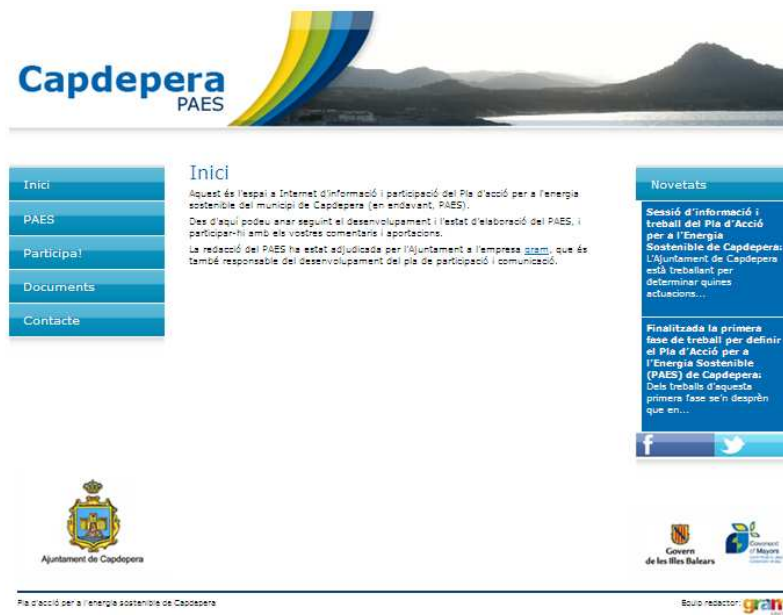 Capdepera
PAES
Inici
PAES
Participa!
Documents
Contacte
Inici
Aquest és l'espai a Internet d'informació i participació del Pla d'acció per a l'energia
sostenible del municipi de Capdepera (en endavant, PAES).
Des d'aquí podeu anar seguint el desenvolupament i l'estat d'elaboració del PAES, i
participar-hi amb els vostres comentaris i aportacions.
La redacció del PAES ha estat adjudicada per l'Ajuntament a l'empresa gram, que és
també responsable del desenvolupament del pla de participació i comunicació.
Novetats
Sessió d'informació i
treball del Pla d'Acció
per a l'Energia
Sostenible de Capdepera:
L'Ajuntament de Capdepera
està treballant per
determinar quines
actuacions...
Finalitzada la primera
fase de treball per definir
el Pla d'Acció per a
l'Energia Sostenible
(PAES) de Capdepera:
Dels treballs d'aquesta
primera fase se'n desprèn
que en...
f
Ajuntament de Capdepera
Govern
de les Illes Balears
Covenant
of Mayors
Pla d'acció per a l'energia sostenible de Capdepera
Equip redactor:
gram